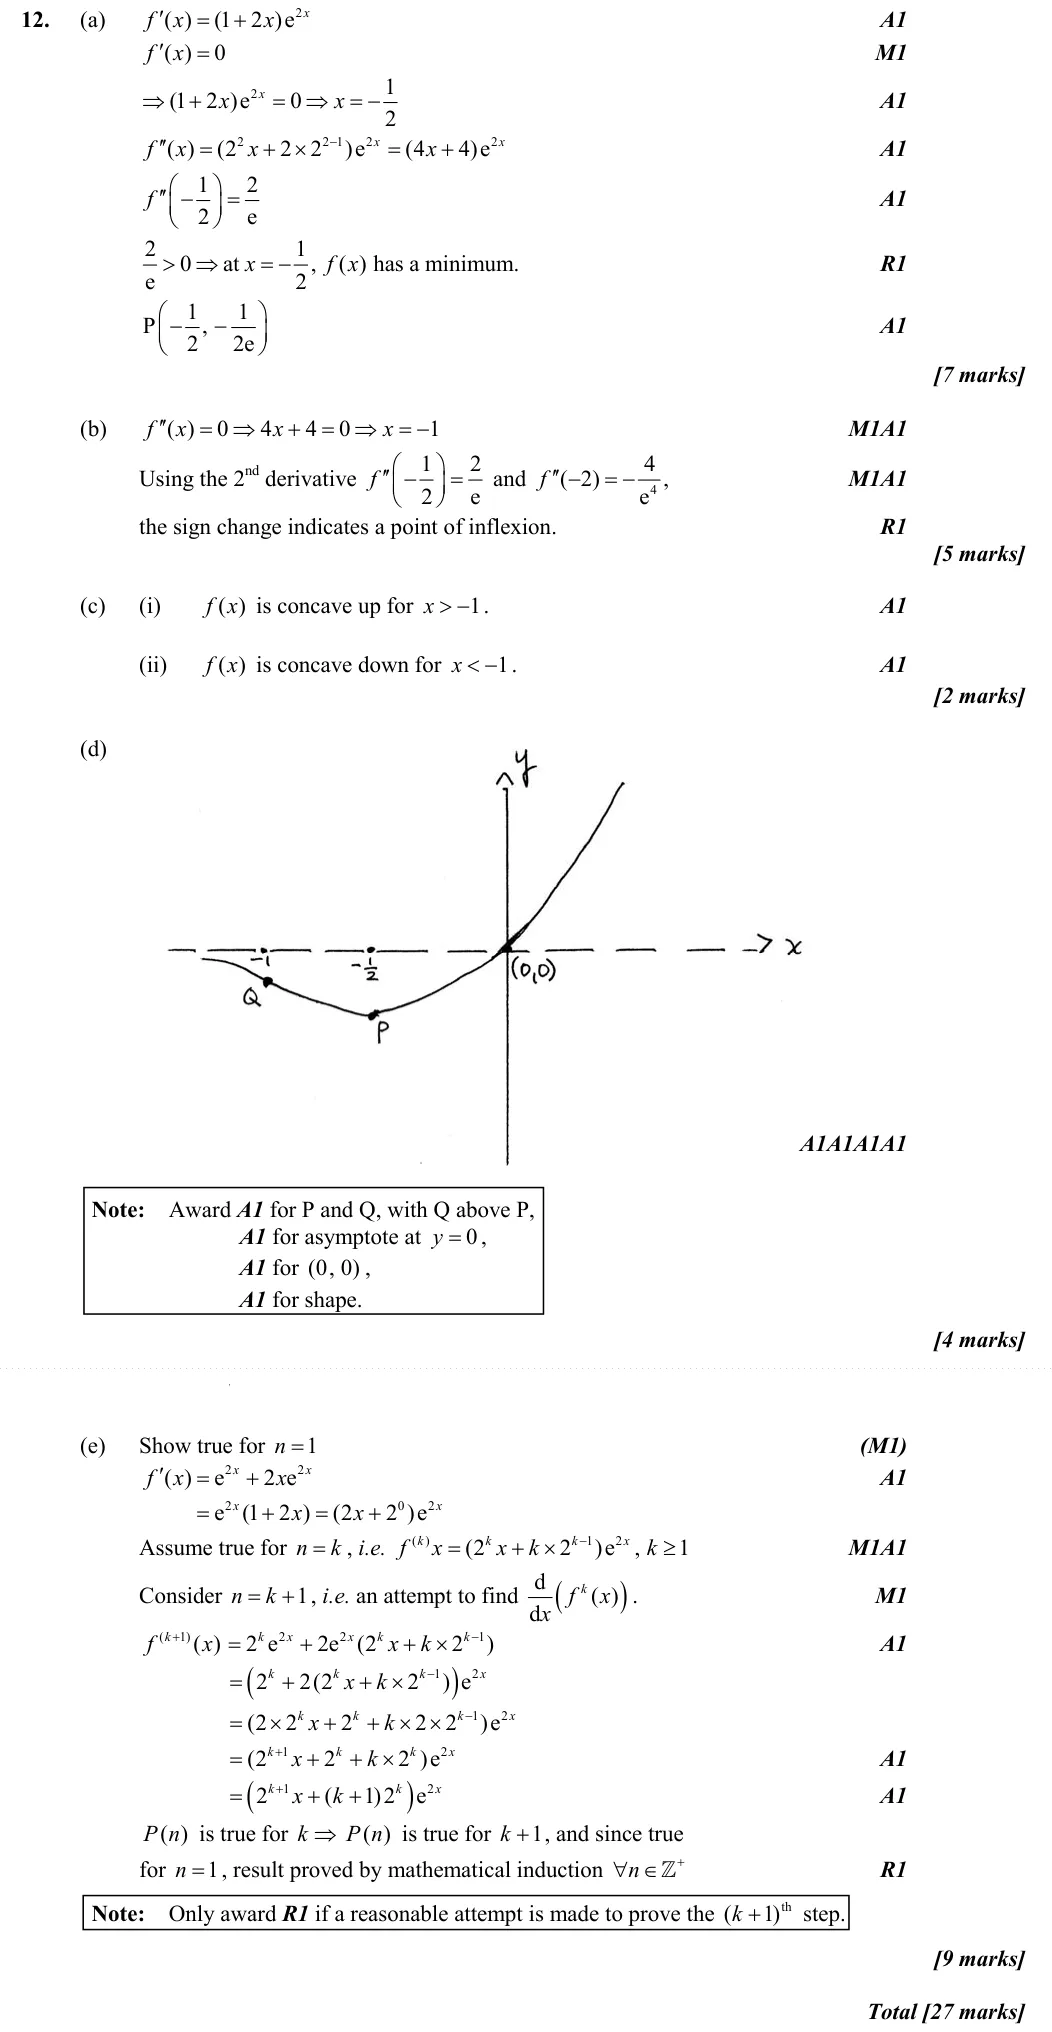 12. (a) f′(x) = (1 + 2x)e^{2x} A1
f′(x) = 0 M1
⇒ (1 + 2x)e^{2x} = 0 ⇒ x = −1/2 A1
f″(x) = (2²x + 2 × 2^{2−1})e^{2x} = (4x + 4)e^{2x} A1
f″(−1/2) = 2/e A1
2/e > 0 ⇒ at x = −1/2, f(x) has a minimum. R1
P(−1/2, −1/2e) A1
[7 marks]
(b) f″(x) = 0 ⇒ 4x + 4 = 0 ⇒ x = −1 M1A1
Using the 2nd derivative f″(−1/2) = 2/e and f″(−2) = −4/e⁴, M1A1
the sign change indicates a point of inflexion. R1
[5 marks]
(c) (i) f(x) is concave up for x > −1. A1
(ii) f(x) is concave down for x < −1. A1
[2 marks]
(d)
y
x
−1
−1/2
(0,0)
Q
P
A1A1A1A1
Note: Award A1 for P and Q, with Q above P,
A1 for asymptote at y = 0,
A1 for (0, 0),
A1 for shape.
[4 marks]
(e) Show true for n = 1 (M1)
f′(x) = e^{2x} + 2xe^{2x} A1
= e^{2x}(1 + 2x) = (2x + 2⁰)e^{2x}
Assume true for n = k, i.e. f^{(k)}x = (2^k x + k × 2^{k−1})e^{2x}, k ≥ 1 M1A1
Consider n = k + 1, i.e. an attempt to find d/dx (f^k(x)). M1
f^{(k+1)}(x) = 2^k e^{2x} + 2e^{2x}(2^k x + k × 2^{k−1}) A1
= (2^k + 2(2^k x + k × 2^{k−1}))e^{2x}
= (2 × 2^k x + 2^k + k × 2 × 2^{k−1})e^{2x}
= (2^{k+1} x + 2^k + k × 2^k)e^{2x} A1
= (2^{k+1} x + (k + 1)2^k)e^{2x} A1
P(n) is true for k ⇒ P(n) is true for k + 1, and since true
for n = 1, result proved by mathematical induction ∀n ∈ ℤ⁺ R1
Note: Only award R1 if a reasonable attempt is made to prove the (k + 1)th step.
[9 marks]
Total [27 marks]